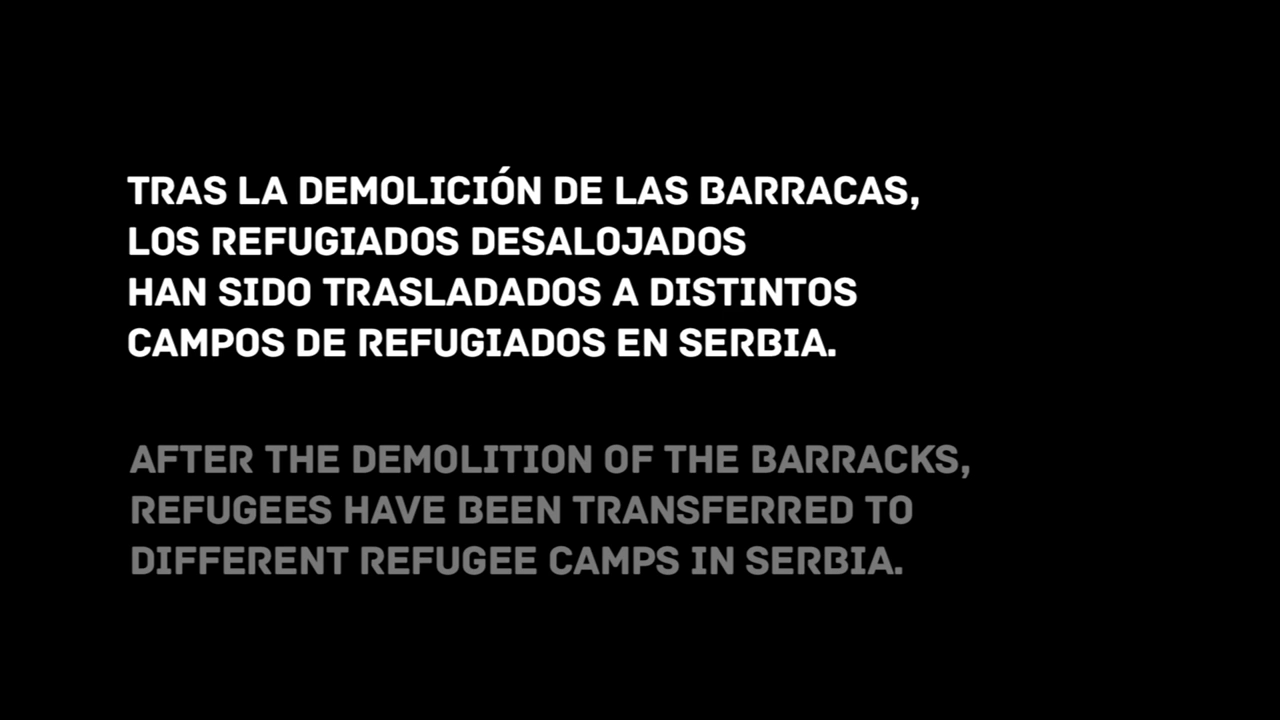 TRAS LA DEMOLICIÓN DE LAS BARRACAS,
LOS REFUGIADOS DESALOJADOS
HAN SIDO TRASLADADOS A DISTINTOS
CAMPOS DE REFUGIADOS EN SERBIA.
AFTER THE DEMOLITION OF THE BARRACKS,
REFUGEES HAVE BEEN TRANSFERRED TO
DIFFERENT REFUGEE CAMPS IN SERBIA.